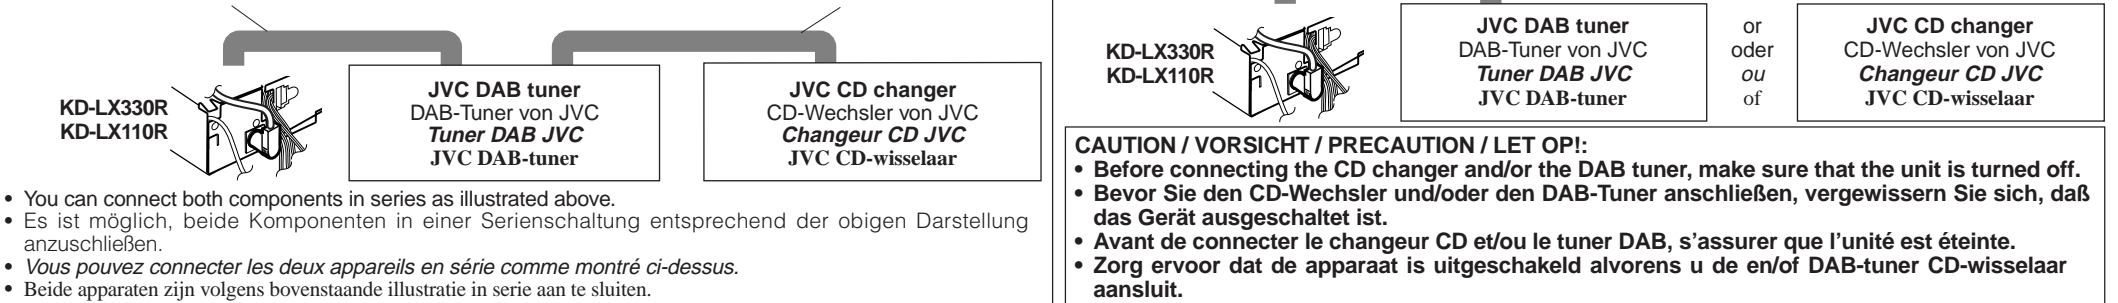 KD-LX330R
KD-LX110R
JVC DAB tuner
DAB-Tuner von JVC
Tuner DAB JVC
JVC DAB-tuner
JVC CD changer
CD-Wechsler von JVC
Changeur CD JVC
JVC CD-wisselaar
• You can connect both components in series as illustrated above.
• Es ist möglich, beide Komponenten in einer Serienschaltung entsprechend der obigen Darstellung
anzuschließen.
• Vous pouvez connecter les deux appareils en série comme montré ci-dessus.
• Beide apparaten zijn volgens bovenstaande illustratie in serie aan te sluiten.
KD-LX330R
KD-LX110R
JVC DAB tuner
DAB-Tuner von JVC
Tuner DAB JVC
JVC DAB-tuner
or
oder
ou
of
JVC CD changer
CD-Wechsler von JVC
Changeur CD JVC
JVC CD-wisselaar
CAUTION / VORSICHT / PRECAUTION / LET OP!:
• Before connecting the CD changer and/or the DAB tuner, make sure that the unit is turned off.
• Bevor Sie den CD-Wechsler und/oder den DAB-Tuner anschließen, vergewissern Sie sich, daß
das Gerät ausgeschaltet ist.
• Avant de connecter le changeur CD et/ou le tuner DAB, s’assurer que l’unité est éteinte.
• Zorg ervoor dat de apparaat is uitgeschakeld alvorens u de en/of DAB-tuner CD-wisselaar
aansluit.